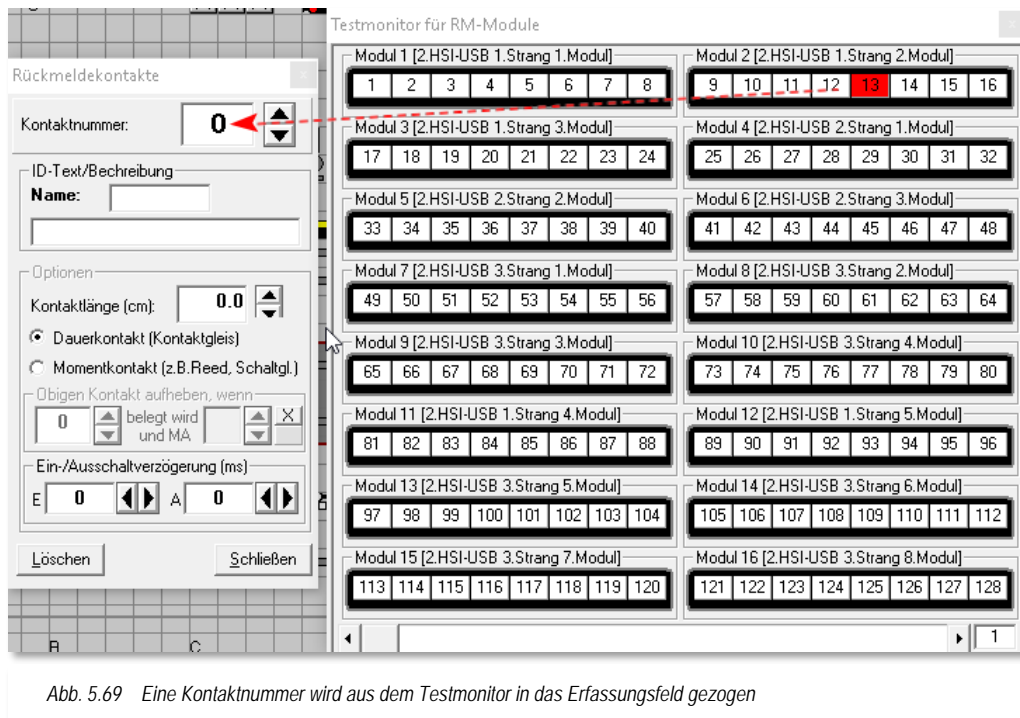 Rückmeldekontakte
Kontaktnummer: 0
ID-Text/Bechreibung
Name:
Optionen
Kontaktlänge (cm): 0.0
Dauerkontakt (Kontaktgleis)
Momentkontakt (z.B.Reed, Schaltgl.)
Obigen Kontakt aufheben, wenn
0 belegt wird X
und MA
Ein-/Ausschaltverzögerung (ms)
E 0 A 0
Löschen Schließen
B C
Testmonitor für RM-Module x
Modul 1 [2.HSI-USB 1.Strang 1.Modul]
1 2 3 4 5 6 7 8
Modul 2 [2.HSI-USB 1.Strang 2.Modul]
9 10 11 12 13 14 15 16
Modul 3 [2.HSI-USB 1.Strang 3.Modul]
17 18 19 20 21 22 23 24
Modul 4 [2.HSI-USB 2.Strang 1.Modul]
25 26 27 28 29 30 31 32
Modul 5 [2.HSI-USB 2.Strang 2.Modul]
33 34 35 36 37 38 39 40
Modul 6 [2.HSI-USB 2.Strang 3.Modul]
41 42 43 44 45 46 47 48
Modul 7 [2.HSI-USB 3.Strang 1.Modul]
49 50 51 52 53 54 55 56
Modul 8 [2.HSI-USB 3.Strang 2.Modul]
57 58 59 60 61 62 63 64
Modul 9 [2.HSI-USB 3.Strang 3.Modul]
65 66 67 68 69 70 71 72
Modul 10 [2.HSI-USB 3.Strang 4.Modul]
73 74 75 76 77 78 79 80
Modul 11 [2.HSI-USB 1.Strang 4.Modul]
81 82 83 84 85 86 87 88
Modul 12 [2.HSI-USB 1.Strang 5.Modul]
89 90 91 92 93 94 95 96
Modul 13 [2.HSI-USB 3.Strang 5.Modul]
97 98 99 100 101 102 103 104
Modul 14 [2.HSI-USB 3.Strang 6.Modul]
105 106 107 108 109 110 111 112
Modul 15 [2.HSI-USB 3.Strang 7.Modul]
113 114 115 116 117 118 119 120
Modul 16 [2.HSI-USB 3.Strang 8.Modul]
121 122 123 124 125 126 127 128
1
Abb. 5.69 Eine Kontaktnummer wird aus dem Testmonitor in das Erfassungsfeld gezogen